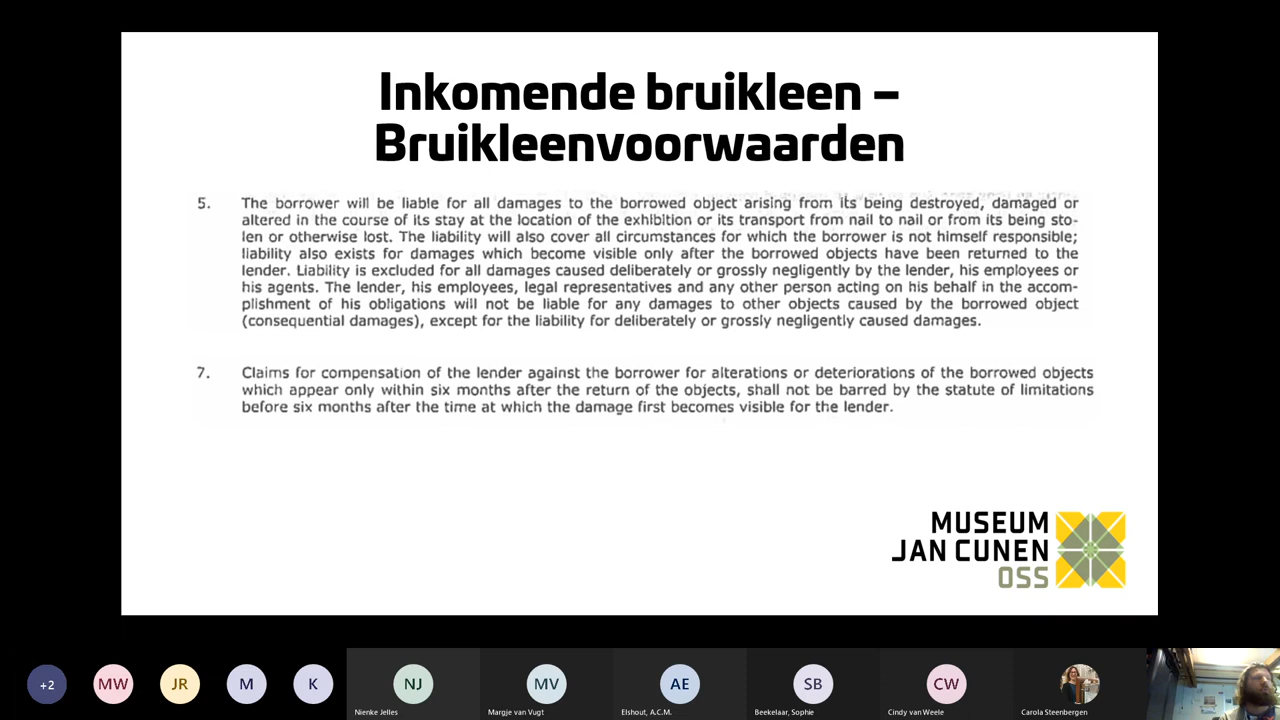 Inkomende bruikleen –
Bruikleenvoorwaarden
5. The borrower will be liable for all damages to the borrowed object arising from its being destroyed, damaged or
altered in the course of its stay at the location of the exhibition or its transport from nail to nail or from its being sto-
len or otherwise lost. The liability will also cover all circumstances for which the borrower is not himself responsible;
liability also exists for damages which become visible only after the borrowed objects have been returned to the
lender. Liability is excluded for all damages caused deliberately or grossly negligently by the lender, his employees or
his agents. The lender, his employees, legal representatives and any other person acting on his behalf in the accom-
plishment of his obligations will not be liable for any damages to other objects caused by the borrowed object
(consequential damages), except for the liability for deliberately or grossly negligently caused damages.
7. Claims for compensation of the lender against the borrower for alterations or deteriorations of the borrowed objects
which appear only within six months after the return of the objects, shall not be barred by the statute of limitations
before six months after the time at which the damage first becomes visible for the lender.
MUSEUM
JAN CUNEN
OSS
+2 MW JR M K NJ MV AE SB CW
Nienke Jelles Margje van Vugt Elshout, A.C.M. Beekelaar, Sophie Cindy van Weele Carola Steenbergen